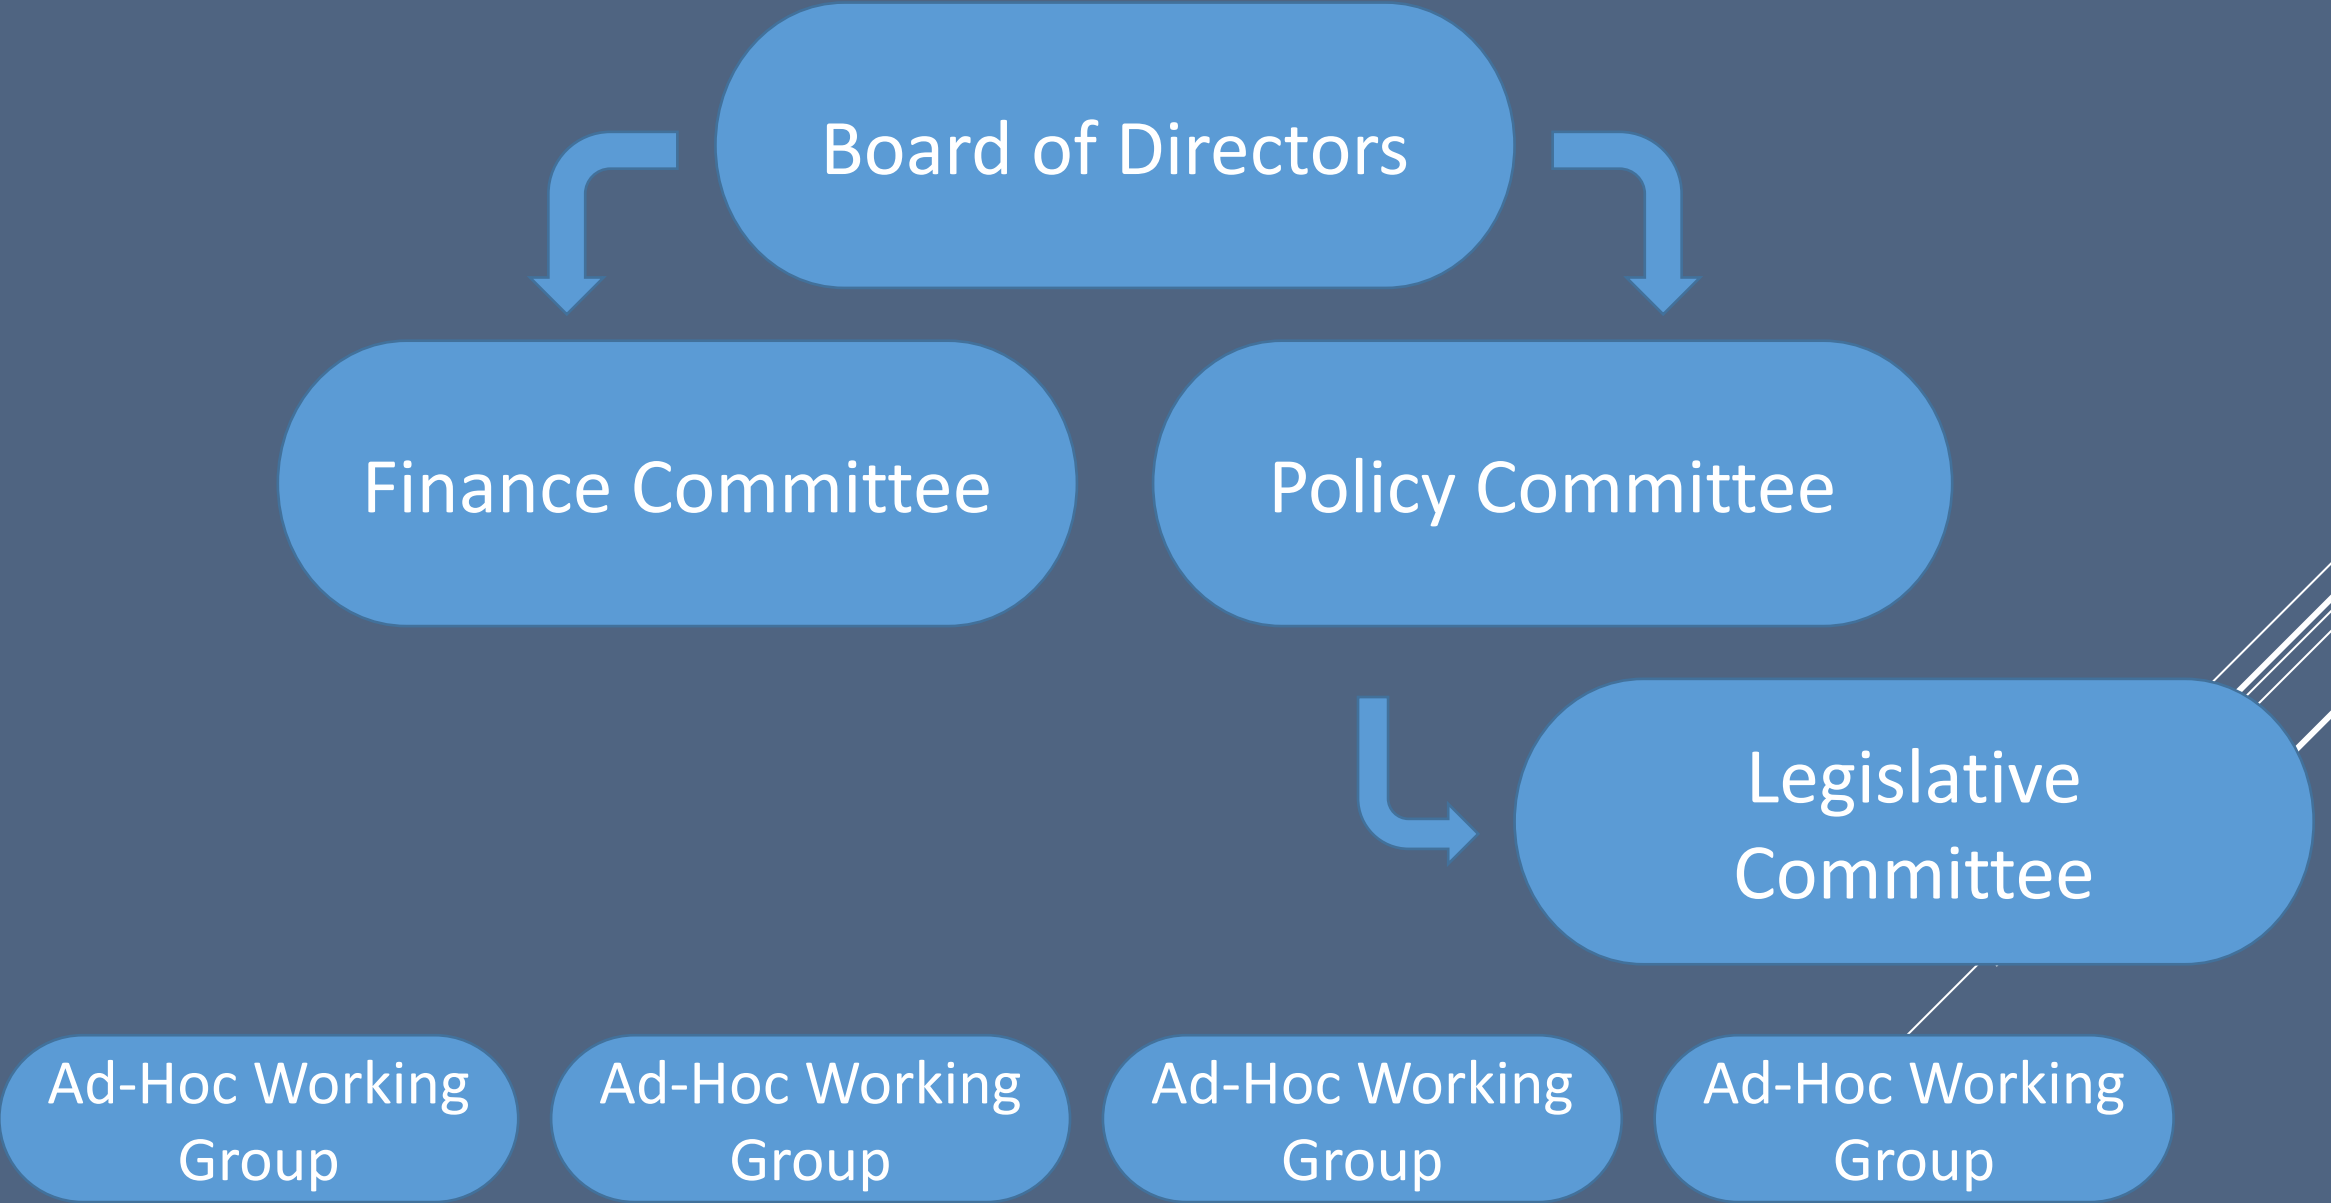 Board of Directors
Finance Committee
Policy Committee
Legislative
Committee
Ad-Hoc Working
Group
Ad-Hoc Working
Group
Ad-Hoc Working
Group
Ad-Hoc Working
Group